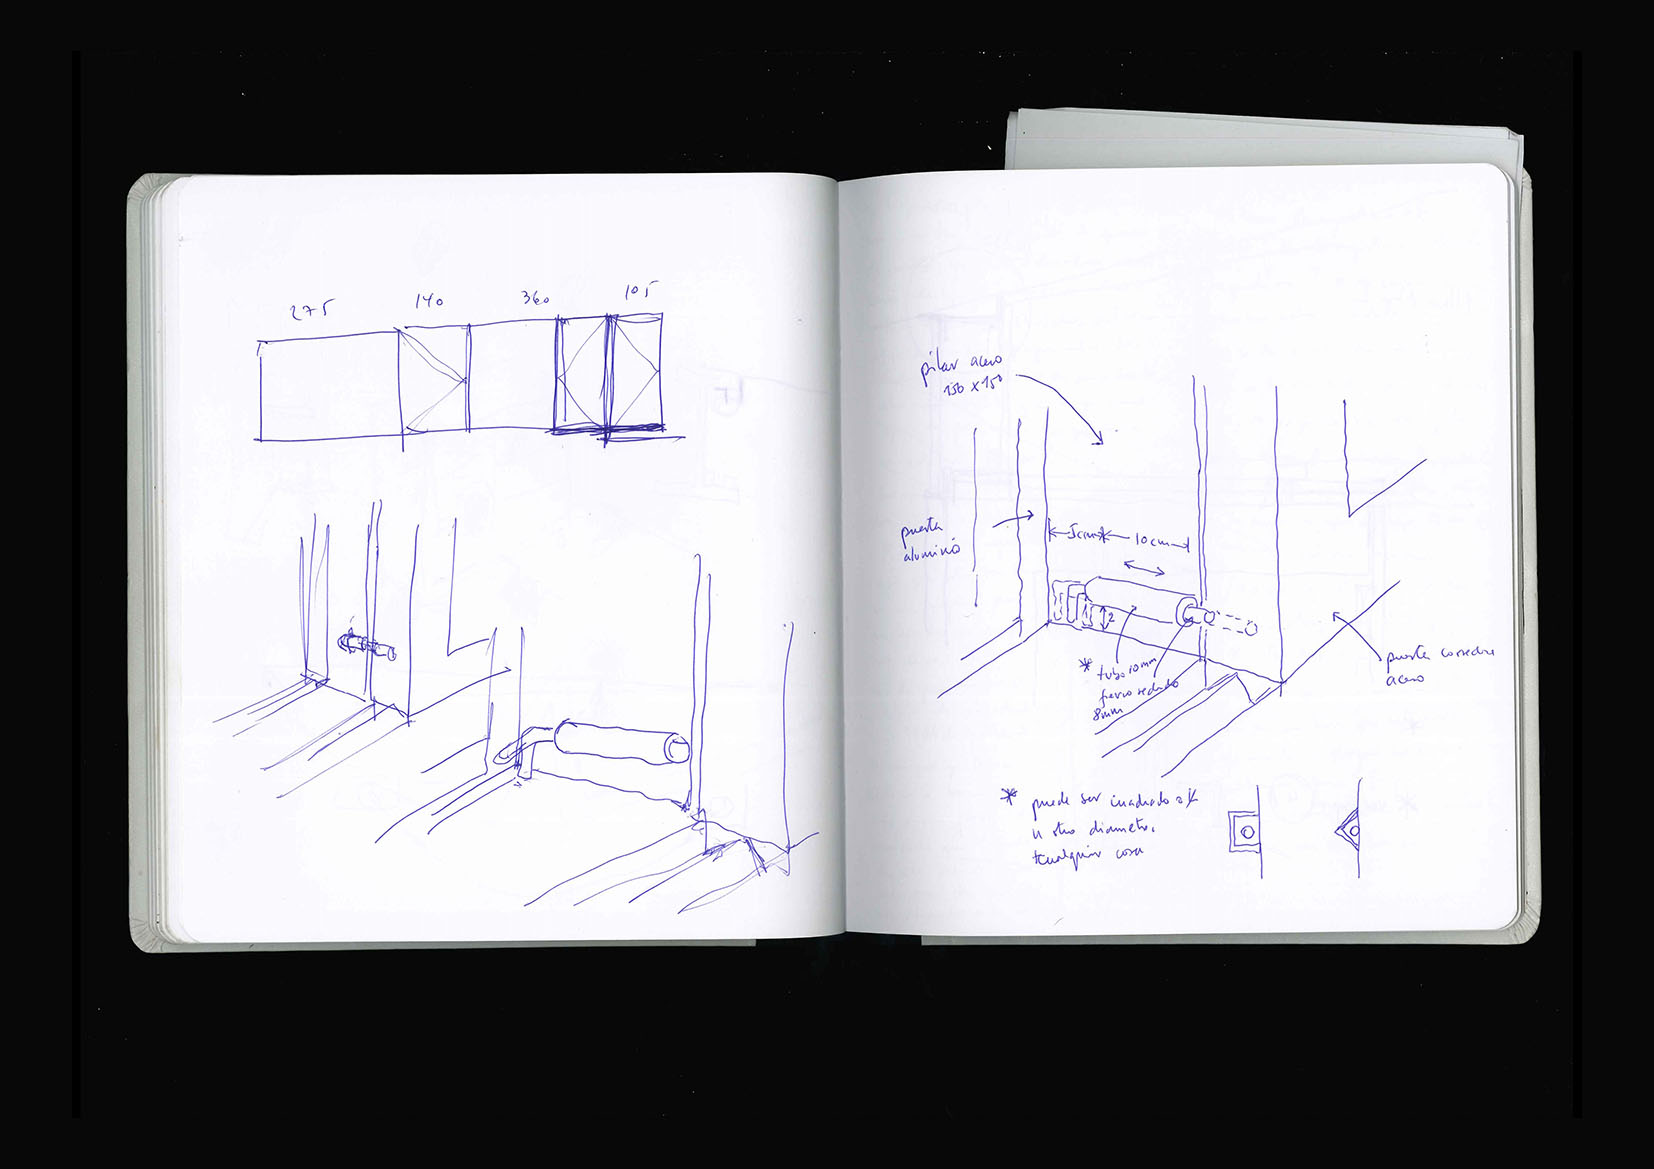 275 140 360 105
pilar acero
150 x 150
puerta
aluminio
5cm 10cm
1 2
* tubo 10mm
fierro redondo
8mm
puerta corredera
acero
* puede ser cuadrado o L
u otro diametro,
cualquier cosa